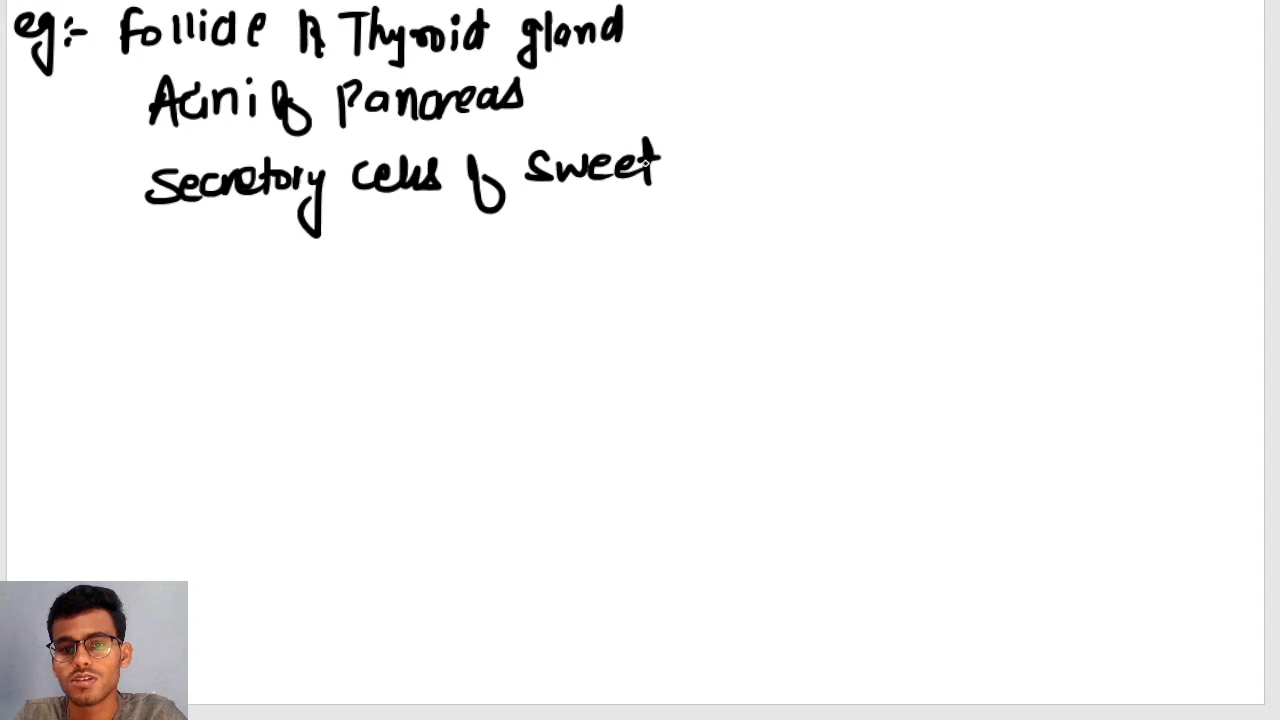 eg:- Follicle of Thyroid gland
Acini of Pancreas
Secretory cells of sweet